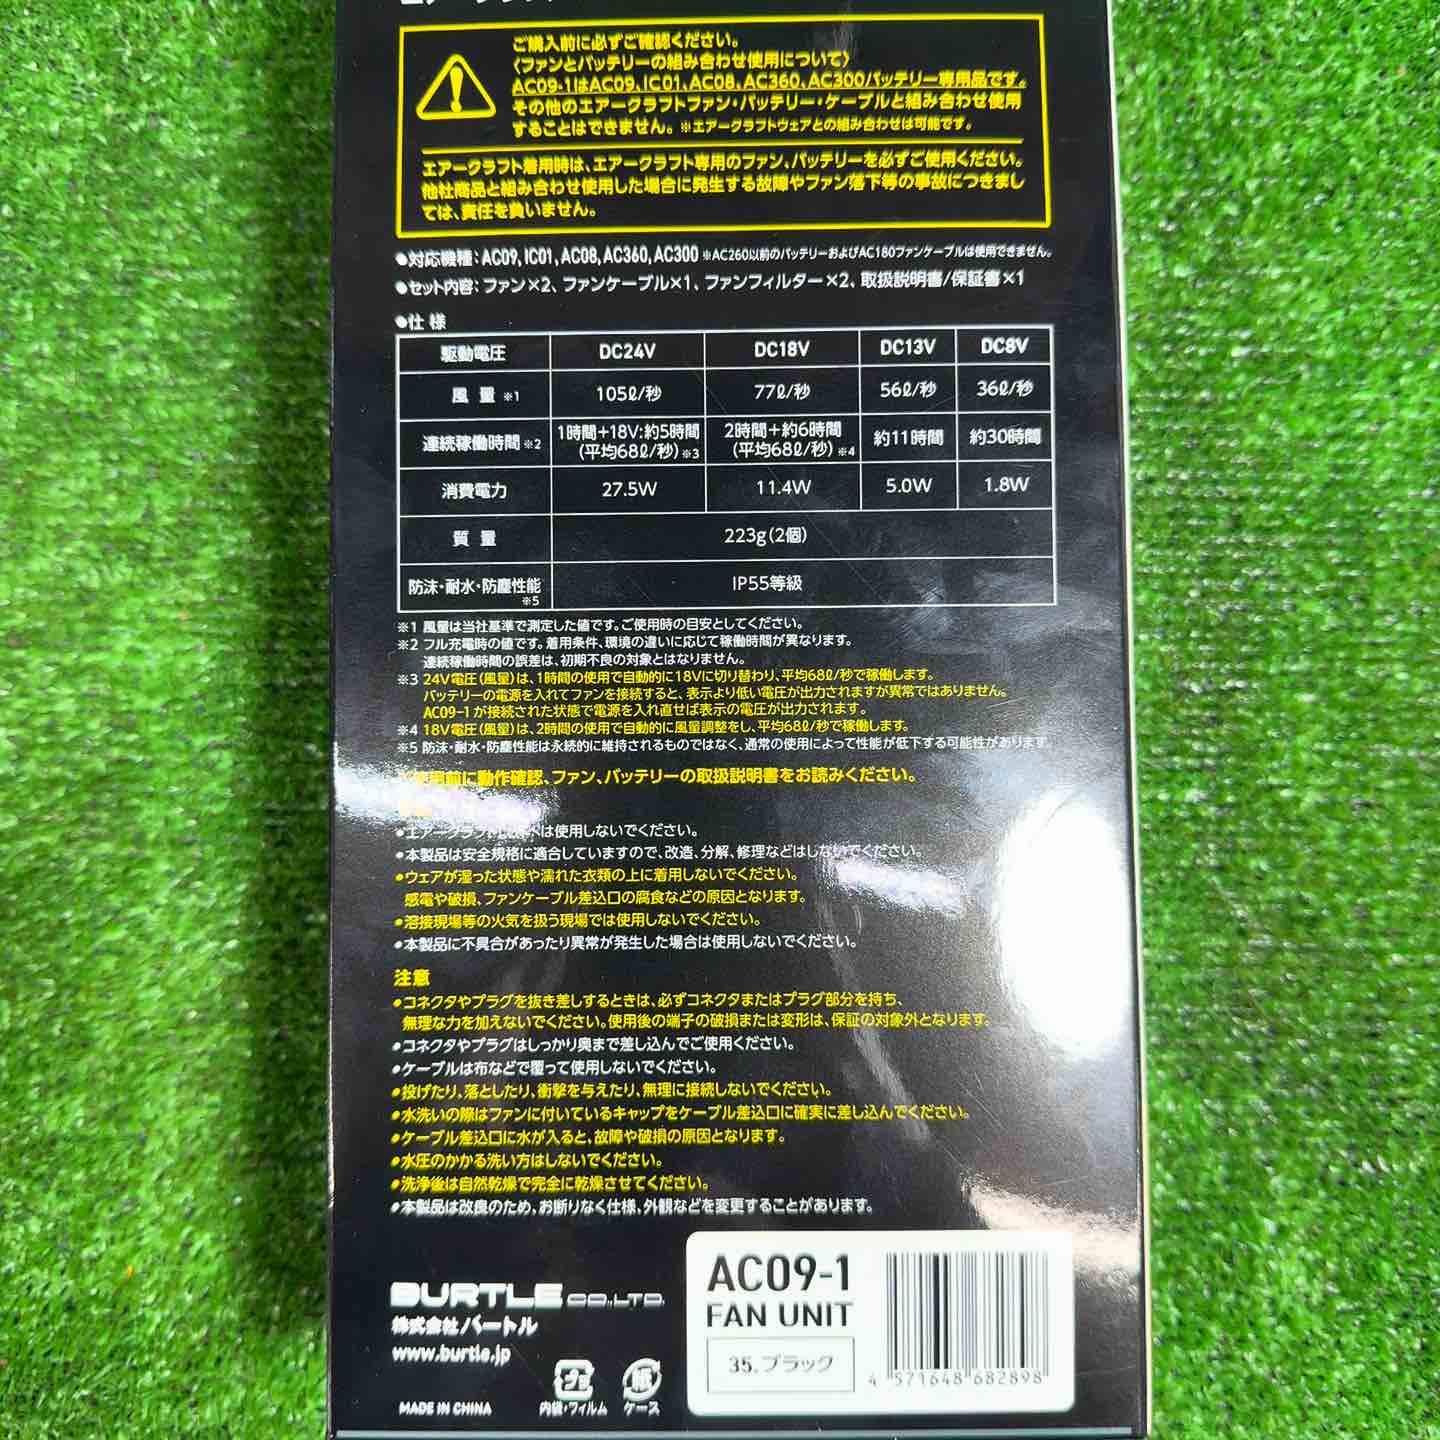 ご購入前に必ずご確認ください。
〈ファンとバッテリーの組み合わせ使用について〉
AC09-1はAC09、IC01、AC08、AC360、AC300バッテリー専用品です。
その他のエアークラフトファン・バッテリー・ケーブルと組み合わせ使用
することはできません。※エアークラフトウェアとの組み合わせは可能です。
エアークラフト着用時は、エアークラフト専用のファン、バッテリーを必ずご使用ください。
他社商品と組み合わせ使用した場合に発生する故障やファン落下等の事故につきまし
ては、責任を負いません。
●対応機種：AC09, IC01, AC08, AC360, AC300 ※AC260以前のバッテリーおよびAC180ファンケーブルは使用できません。
●セット内容：ファン×2、ファンケーブル×1、ファンフィルター×2、取扱説明書/保証書×1
●仕 様
駆動電圧 DC24V DC18V DC13V DC8V
風 量 ※1 105ℓ/秒 77ℓ/秒 56ℓ/秒 36ℓ/秒
連続稼働時間※2 1時間+18V:約5時間 2時間+約6時間 約11時間 約30時間
(平均68ℓ/秒)※3 (平均68ℓ/秒)※4
消費電力 27.5W 11.4W 5.0W 1.8W
質 量 223g(2個)
防沫・耐水・防塵性能 IP55等級
※5
※1 風量は当社基準で測定した値です。ご使用時の目安としてください。
※2 フル充電時の値です。着用条件、環境の違いに応じて稼働時間が異なります。
連続稼働時間の誤差は、初期不良の対象とはなりません。
※3 24V電圧(風量)は、1時間の使用で自動的に18Vに切り替わり、平均68ℓ/秒で稼働します。
バッテリーの電源を入れてファンを接続すると、表示より低い電圧が出力されますが異常ではありません。
AC09-1が接続された状態で電源を入れ直せば表示の電圧が出力されます。
※4 18V電圧(風量)は、2時間の使用で自動的に風量調整をし、平均68ℓ/秒で稼働します。
※5 防沫・耐水・防塵性能は永続的に維持されるものではなく、通常の使用によって性能が低下する可能性があります。
使用前に動作確認、ファン、バッテリーの取扱説明書をお読みください。
は使用しないでください。
●本製品は安全規格に適合していますので、改造、分解、修理などはしないでください。
●ウェアが湿った状態や濡れた衣類の上に着用しないでください。
感電や破損、ファンケーブル差込口の腐食などの原因となります。
●溶接現場等の火気を扱う現場では使用しないでください。
●本製品に不具合があったり異常が発生した場合は使用しないでください。
注意
●コネクタやプラグを抜き差しするときは、必ずコネクタまたはプラグ部分を持ち、
無理な力を加えないでください。使用後の端子の破損または変形は、保証の対象外となります。
●コネクタやプラグはしっかり奥まで差し込んでご使用ください。
●ケーブルは布などで覆って使用しないでください。
●投げたり、落としたり、衝撃を与えたり、無理に接続しないでください。
●水洗いの際はファンに付いているキャップをケーブル差込口に確実に差し込んでください。
●ケーブル差込口に水が入ると、故障や破損の原因となります。
●水圧のかかる洗い方はしないでください。
●洗浄後は自然乾燥で完全に乾燥させてください。
●本製品は改良のため、お断りなく仕様、外観などを変更することがあります。
BURTLE CO.,LTD.
株式会社バートル
www.burtle.jp
MADE IN CHINA
プラ
内袋・フィルム
紙
ケース
AC09-1
FAN UNIT
35.ブラック
4 571648 682898